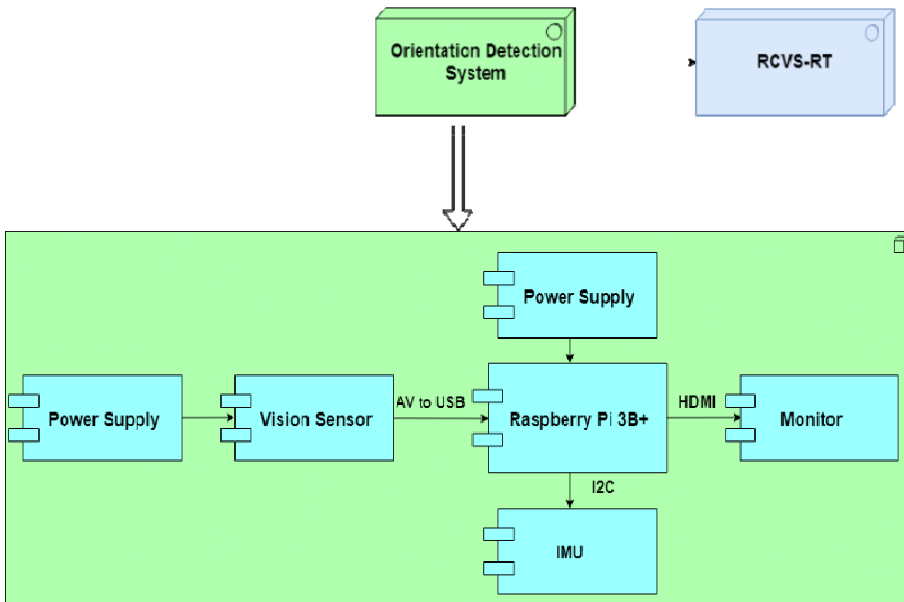 Orientation Detection
System
RCVS-RT
Power Supply
Power Supply
Vision Sensor
AV to USB
Raspberry Pi 3B+
HDMI
Monitor
I2C
IMU